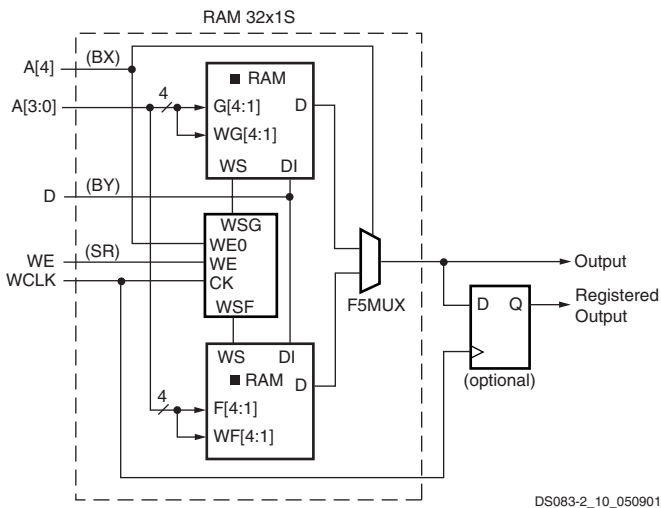 RAM 32x1S
A[4]
(BX)
A[3:0]
4
RAM
G[4:1]
D
WG[4:1]
WS
DI
D
(BY)
WSG
WE0
WE
(SR)
WE
WCLK
CK
WSF
F5MUX
Output
D
Q
Registered
Output
(optional)
WS
DI
RAM
D
4
F[4:1]
WF[4:1]
DS083-2_10_050901